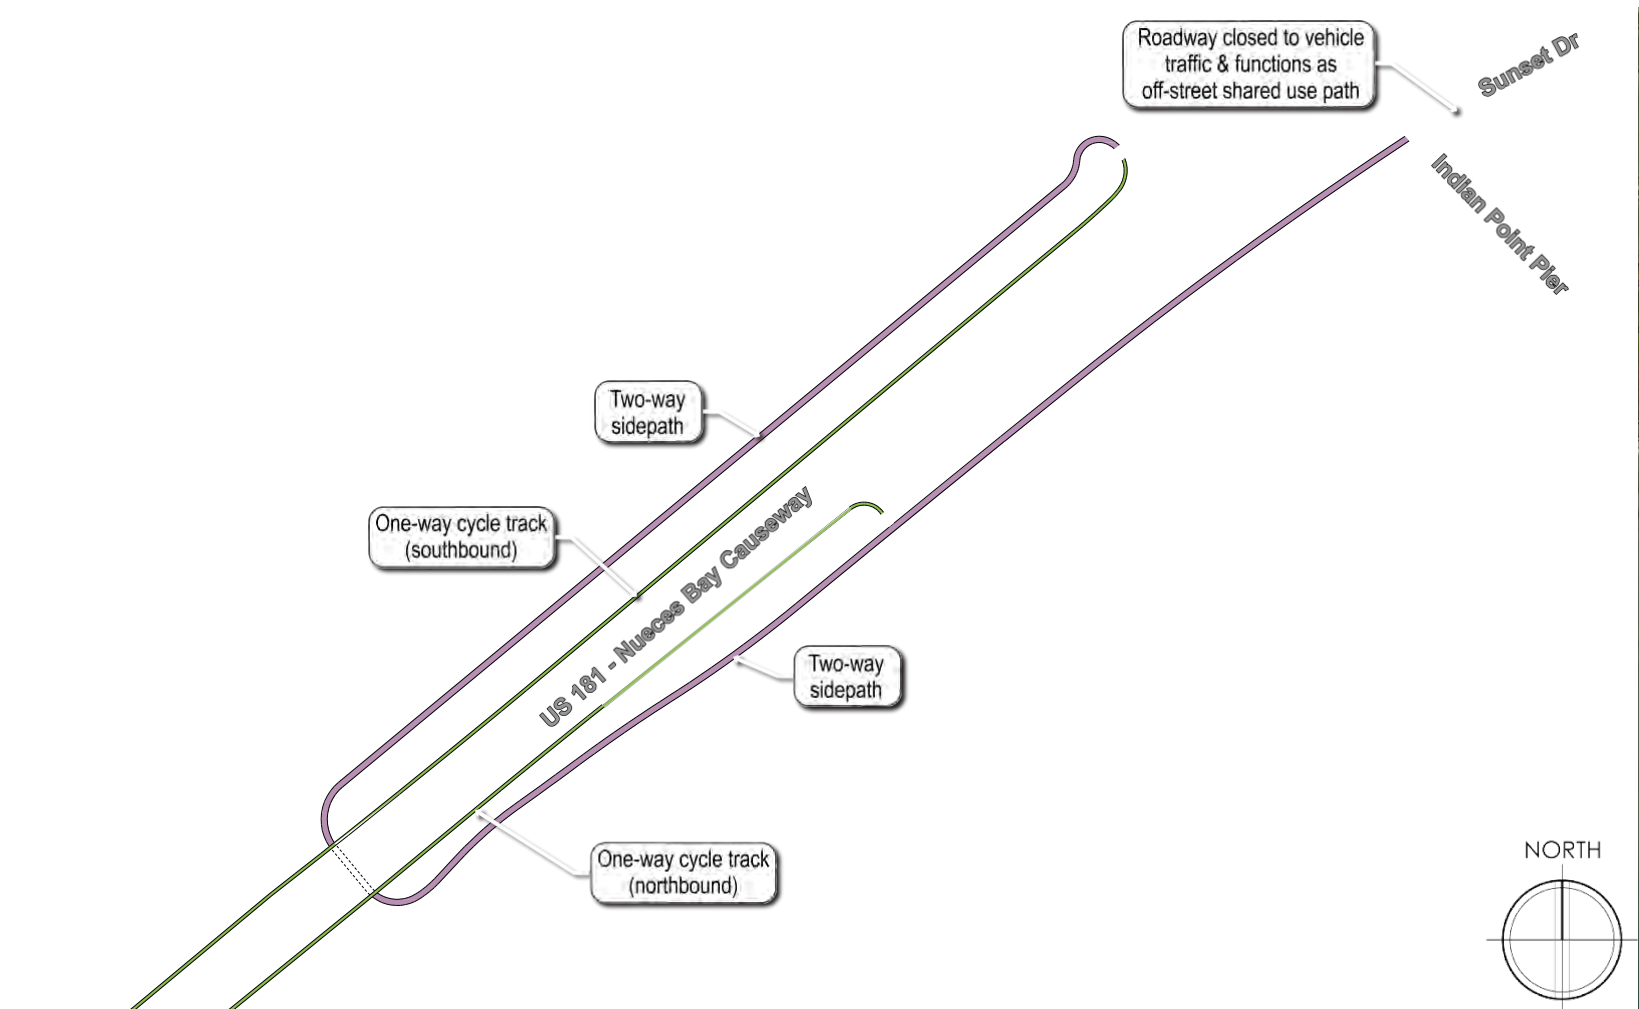 Roadway closed to vehicle
traffic & functions as
off-street shared use path
Sunset Dr
Indian Point Pier
Two-way
sidepath
One-way cycle track
(southbound)
US 181 - Nueces Bay Causeway
Two-way
sidepath
One-way cycle track
(northbound)
NORTH